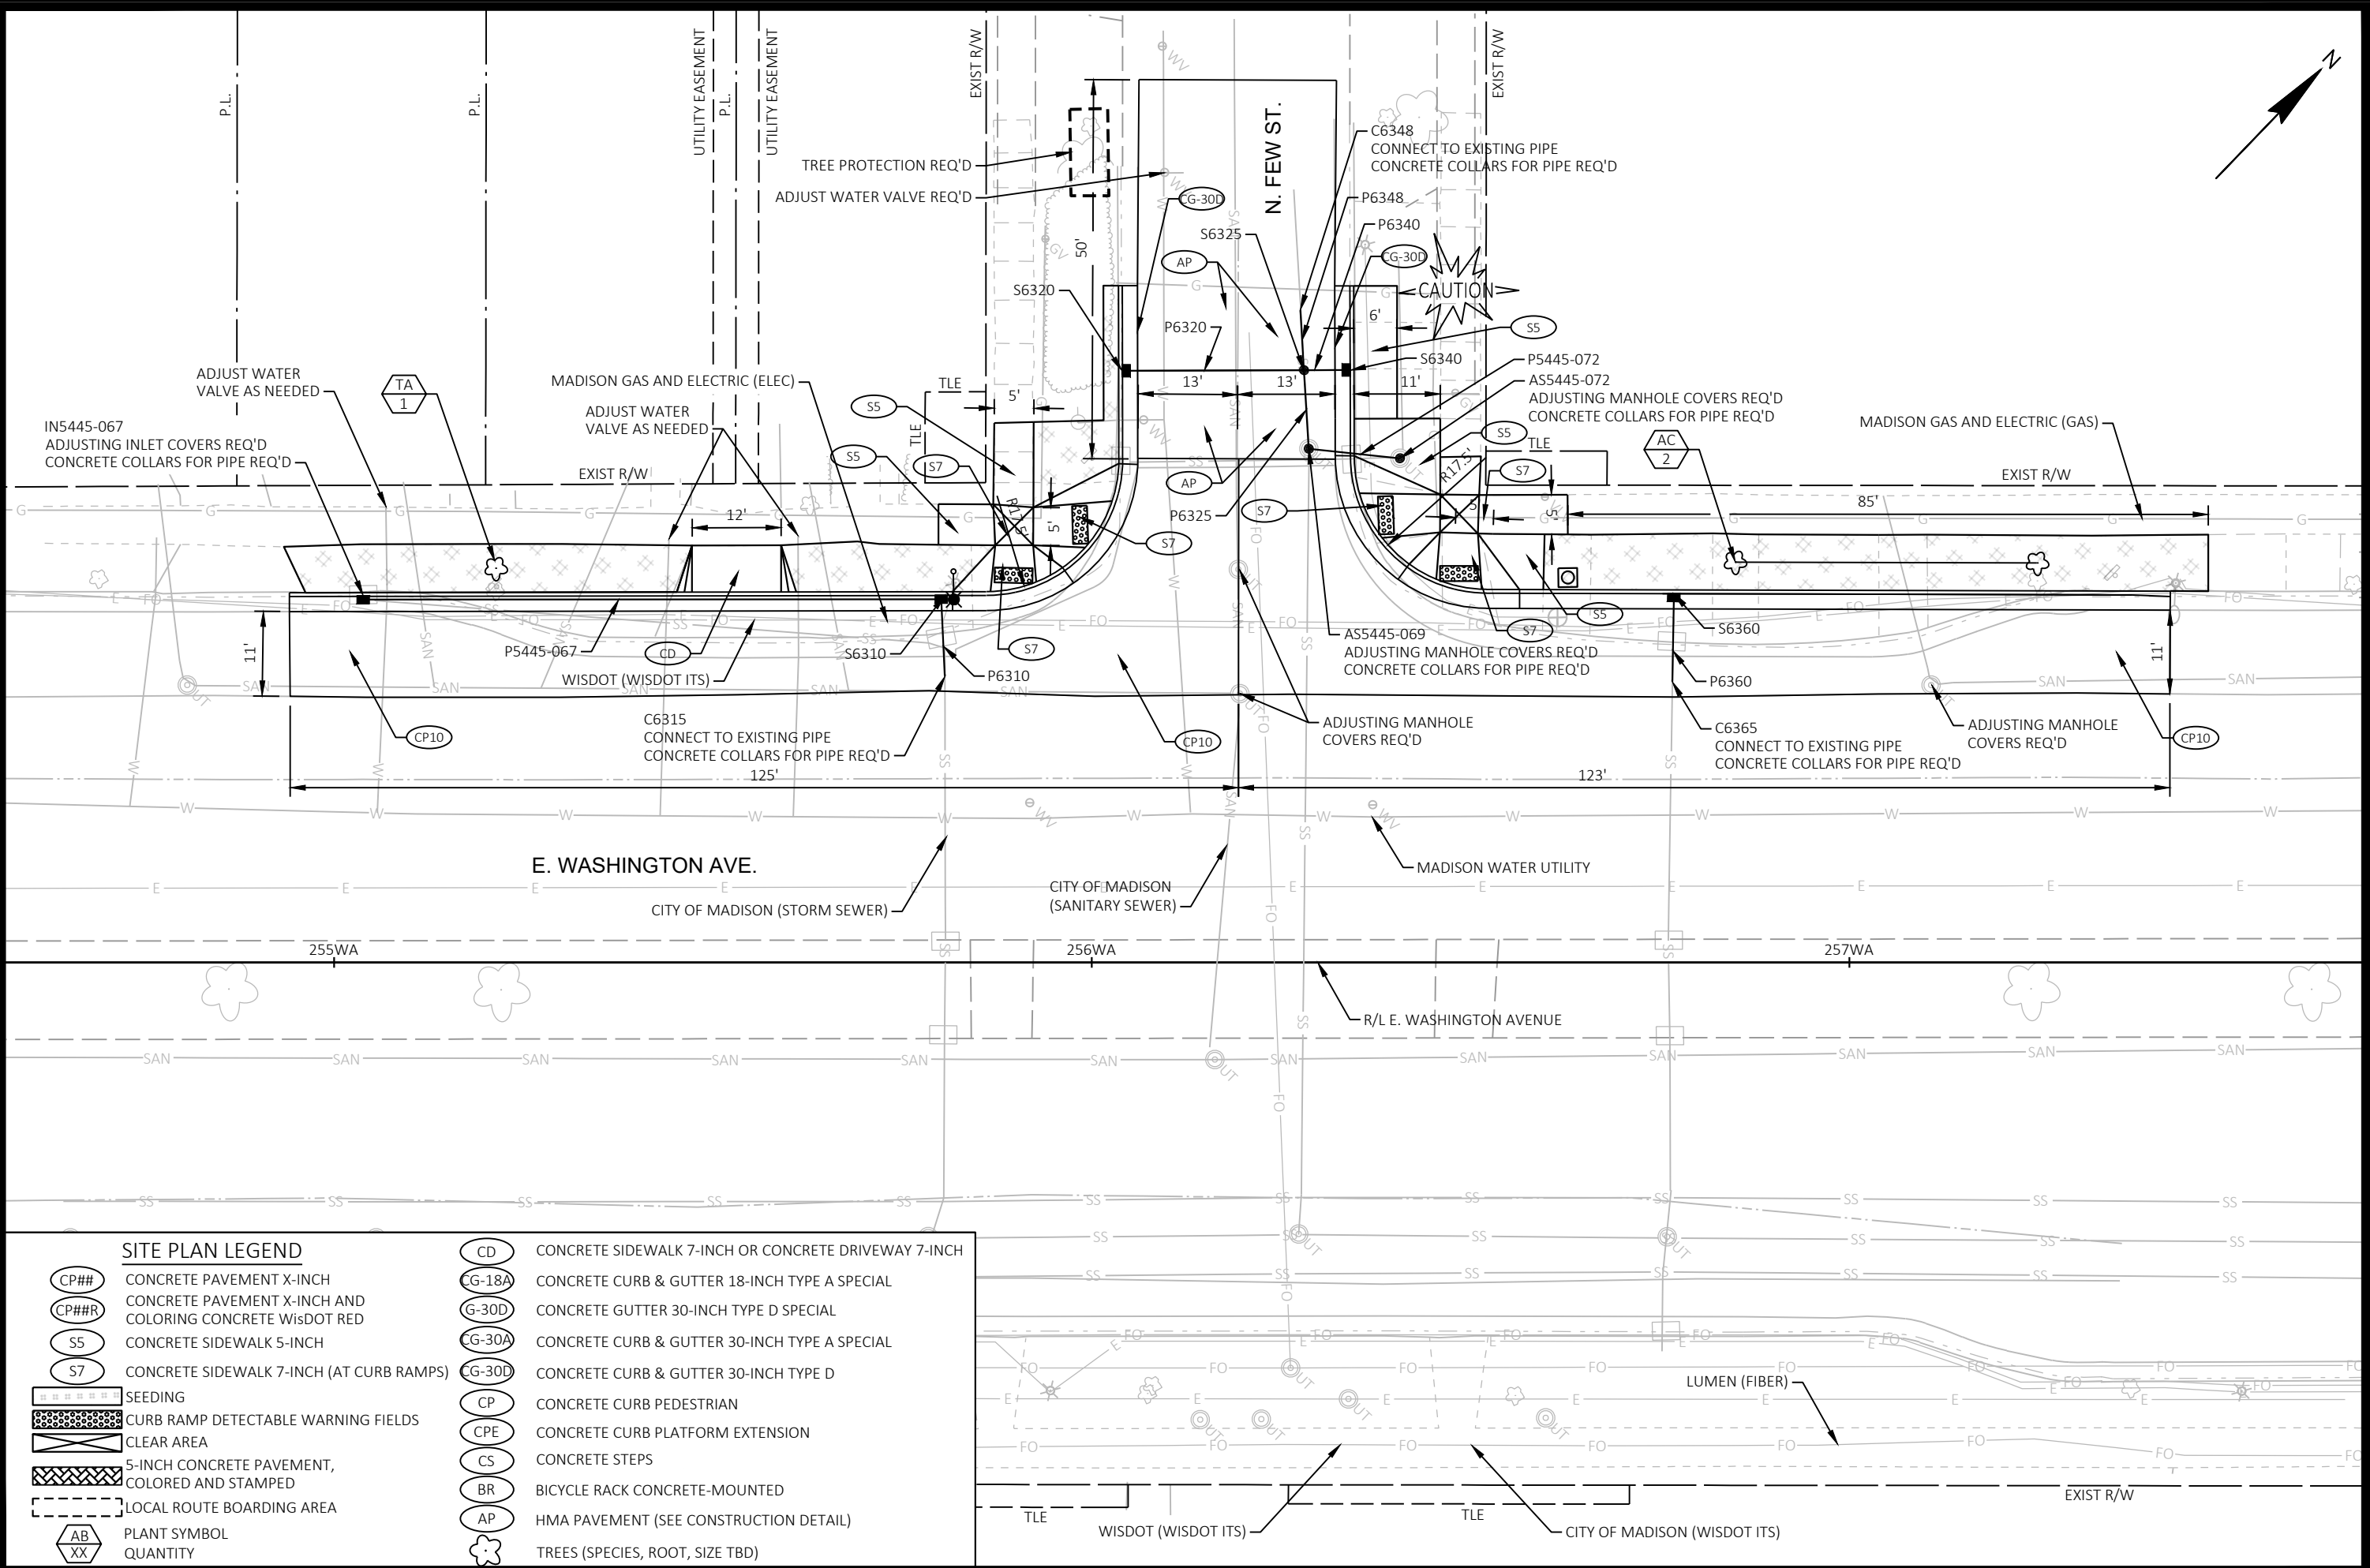 N
P.L.
P.L.
UTILITY EASEMENT
P.L.
UTILITY EASEMENT
EXIST R/W
EXIST R/W
N. FEW ST.
WV
C6348
CONNECT TO EXISTING PIPE
CONCRETE COLLARS FOR PIPE REQ'D
TREE PROTECTION REQ'D
ADJUST WATER VALVE REQ'D
CG-30D
P6348
P6340
S6325
50'
AP
CG-30D
CAUTION
S6320
P6320
6'
S5
S6340
P5445-072
AS5445-072
ADJUSTING MANHOLE COVERS REQ'D
CONCRETE COLLARS FOR PIPE REQ'D
13'
13'
11'
ADJUST WATER
VALVE AS NEEDED
TA
1
MADISON GAS AND ELECTRIC (ELEC)
ADJUST WATER
VALVE AS NEEDED
TLE
TLE
5'
S5
S5
S7
IN5445-067
ADJUSTING INLET COVERS REQ'D
CONCRETE COLLARS FOR PIPE REQ'D
EXIST R/W
12'
R17.5'
5'
S7
AP
P6325
S7
S5
R17.5'
S7
TLE
AC
2
MADISON GAS AND ELECTRIC (GAS)
EXIST R/W
85'
5'
5'
11'
P5445-067
CD
WISDOT (WISDOT ITS)
S6310
P6310
S7
S7
S5
AS5445-069
ADJUSTING MANHOLE COVERS REQ'D
CONCRETE COLLARS FOR PIPE REQ'D
S6360
P6360
11'
CP10
C6315
CONNECT TO EXISTING PIPE
CONCRETE COLLARS FOR PIPE REQ'D
CP10
ADJUSTING MANHOLE
COVERS REQ'D
C6365
CONNECT TO EXISTING PIPE
CONCRETE COLLARS FOR PIPE REQ'D
ADJUSTING MANHOLE
COVERS REQ'D
CP10
125'
123'
E. WASHINGTON AVE.
MADISON WATER UTILITY
CITY OF MADISON (STORM SEWER)
CITY OF MADISON
(SANITARY SEWER)
255WA
256WA
257WA
R/L E. WASHINGTON AVENUE
LUMEN (FIBER)
TLE
TLE
EXIST R/W
WISDOT (WISDOT ITS)
CITY OF MADISON (WISDOT ITS)
SITE PLAN LEGEND
CP## CONCRETE PAVEMENT X-INCH
CP##R CONCRETE PAVEMENT X-INCH AND
COLORING CONCRETE WisDOT RED
S5 CONCRETE SIDEWALK 5-INCH
S7 CONCRETE SIDEWALK 7-INCH (AT CURB RAMPS)
SEEDING
CURB RAMP DETECTABLE WARNING FIELDS
CLEAR AREA
5-INCH CONCRETE PAVEMENT,
COLORED AND STAMPED
LOCAL ROUTE BOARDING AREA
AB PLANT SYMBOL
XX QUANTITY
CD CONCRETE SIDEWALK 7-INCH OR CONCRETE DRIVEWAY 7-INCH
CG-18A CONCRETE CURB & GUTTER 18-INCH TYPE A SPECIAL
G-30D CONCRETE GUTTER 30-INCH TYPE D SPECIAL
CG-30A CONCRETE CURB & GUTTER 30-INCH TYPE A SPECIAL
CG-30D CONCRETE CURB & GUTTER 30-INCH TYPE D
CP CONCRETE CURB PEDESTRIAN
CPE CONCRETE CURB PLATFORM EXTENSION
CS CONCRETE STEPS
BR BICYCLE RACK CONCRETE-MOUNTED
AP HMA PAVEMENT (SEE CONSTRUCTION DETAIL)
TREES (SPECIES, ROOT, SIZE TBD)